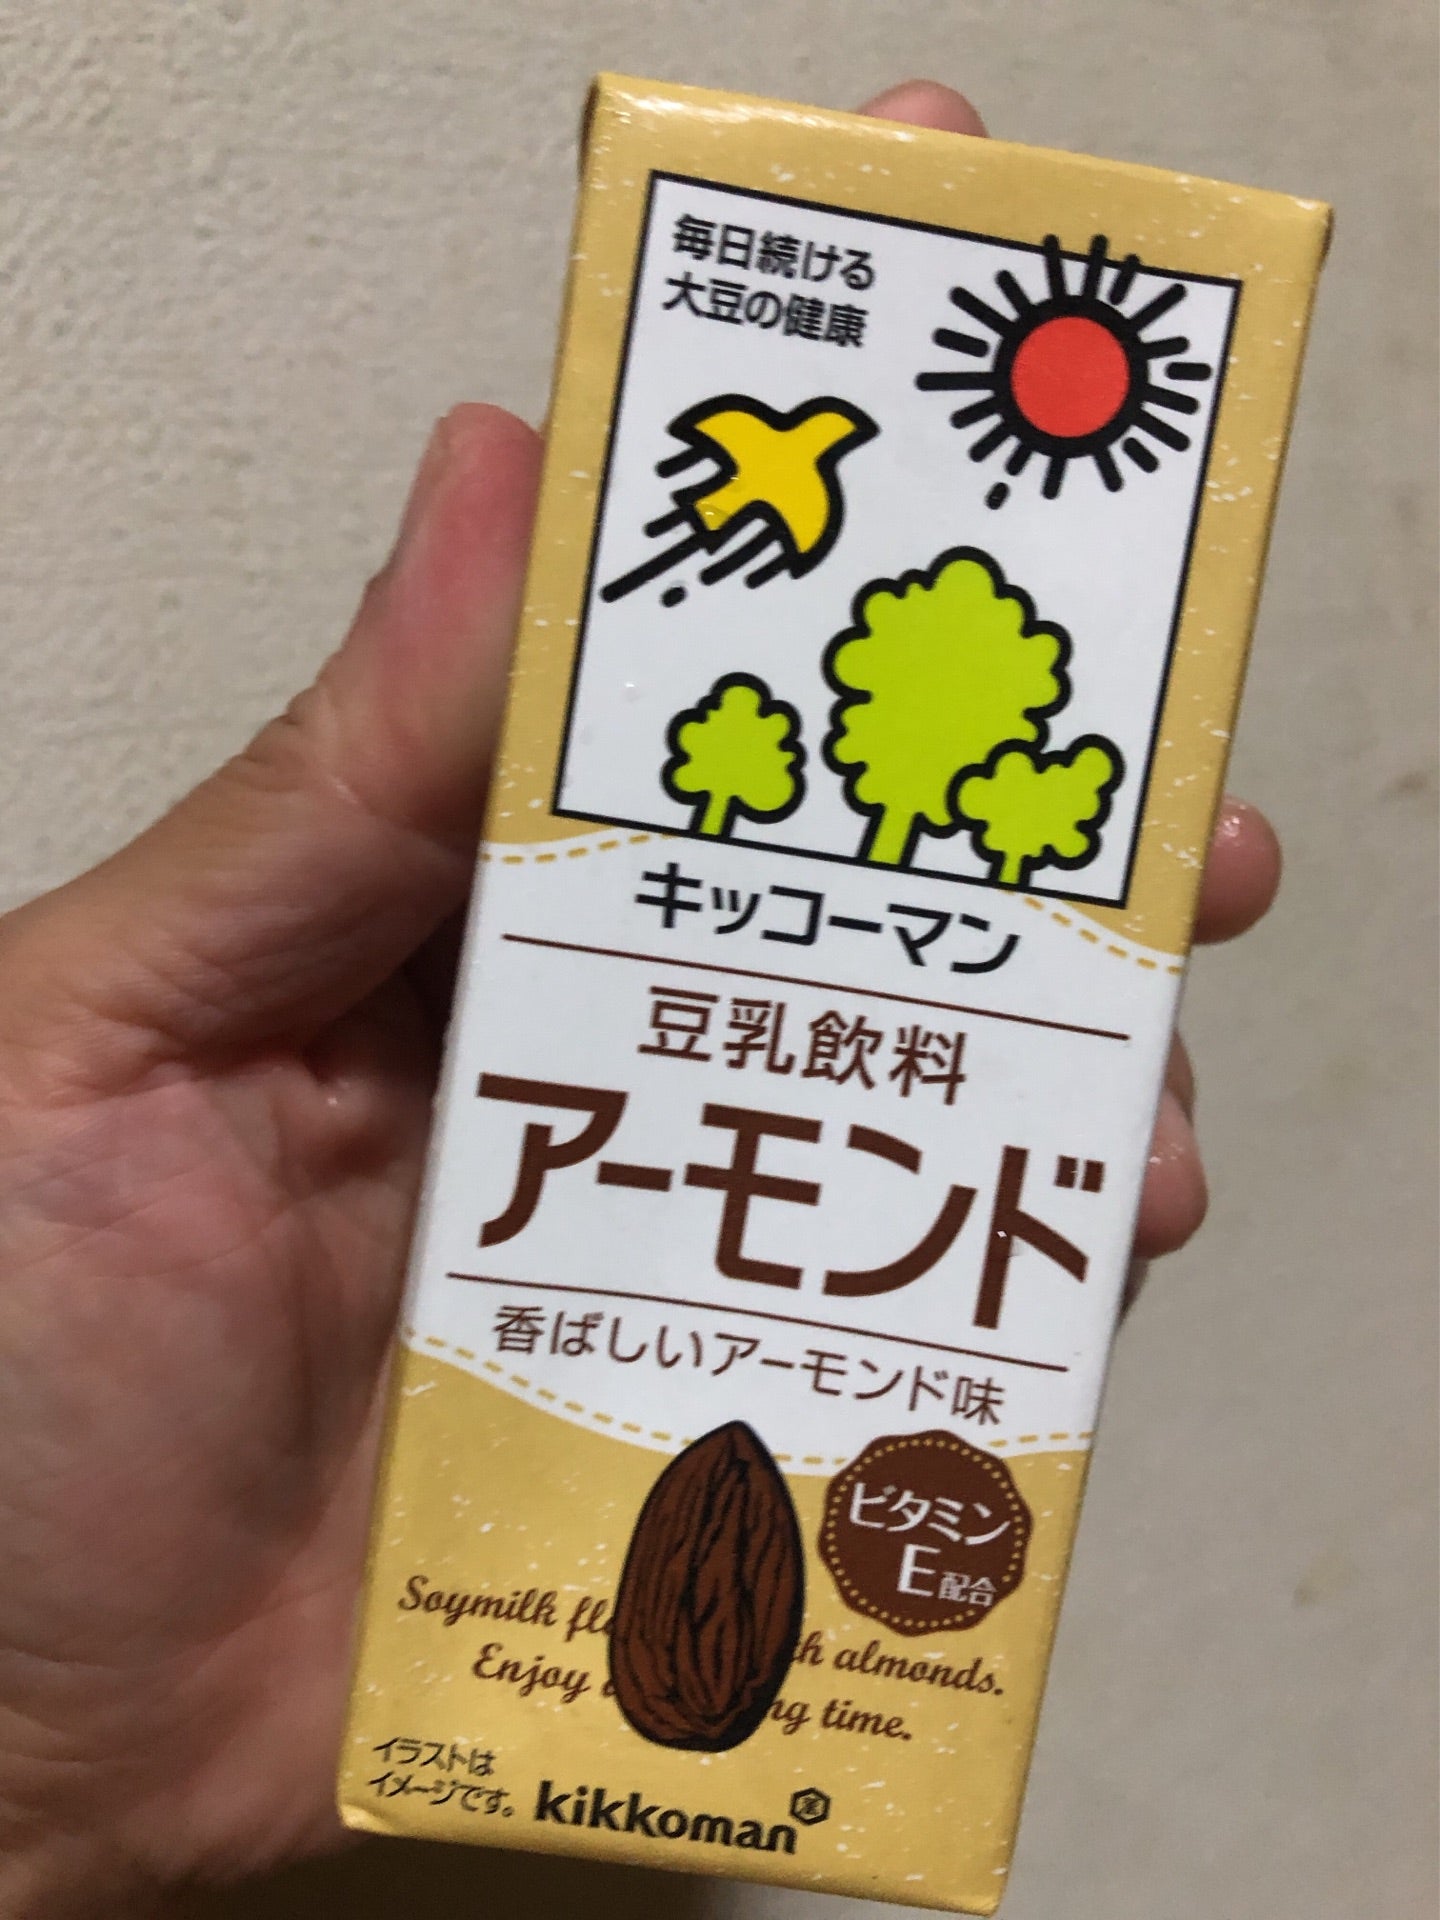 毎日続ける
大豆の健康
キッコーマン
豆乳飲料
アーモンド
香ばしいアーモンド味
ビタミン
E配合
Soymilk almonds.
Enjoy time.
イラストは
イメージです。
kikkoman